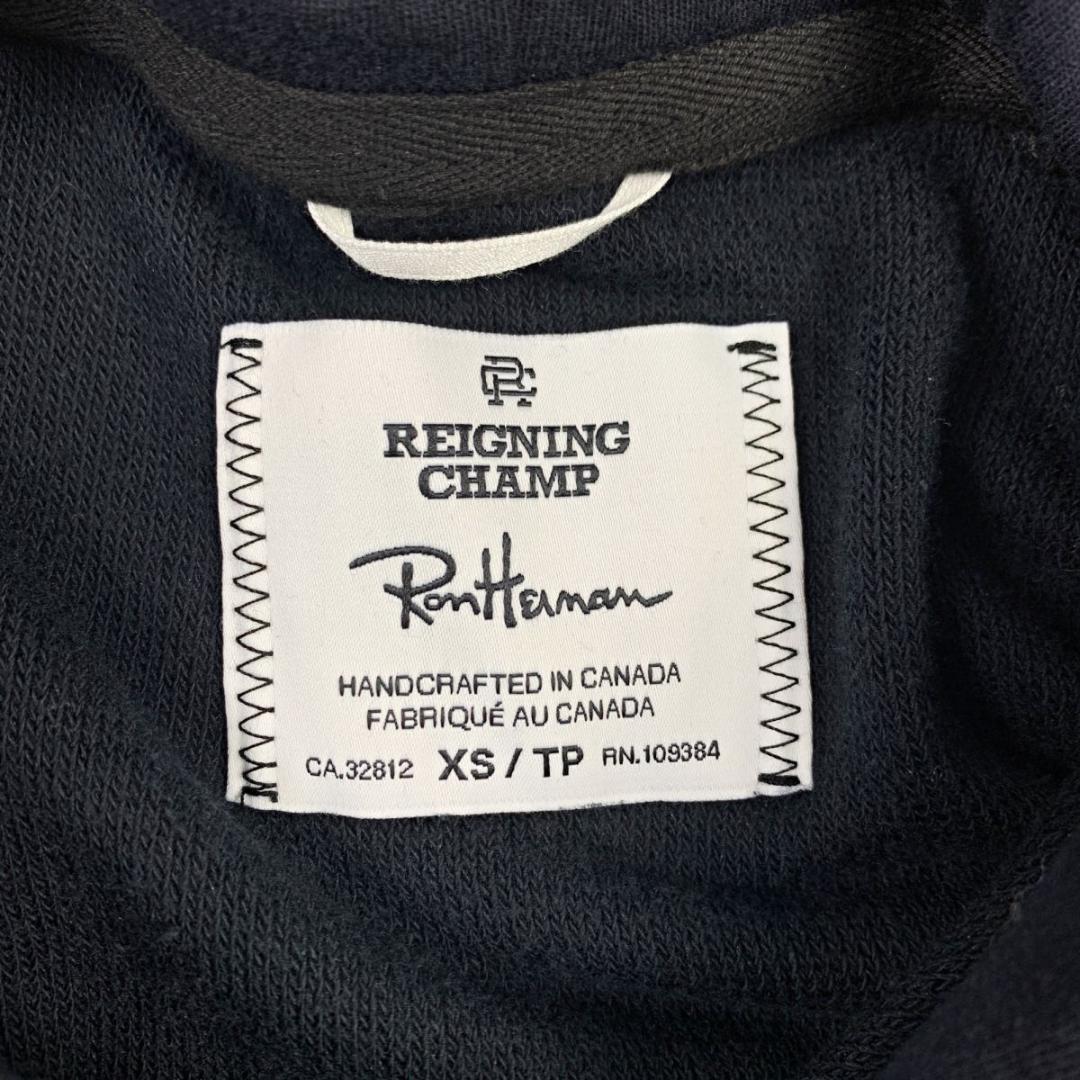 RC
REIGNING
CHAMP
Ron Herman
HANDCRAFTED IN CANADA
FABRIQUÉ AU CANADA
CA.32812 XS / TP RN.109384